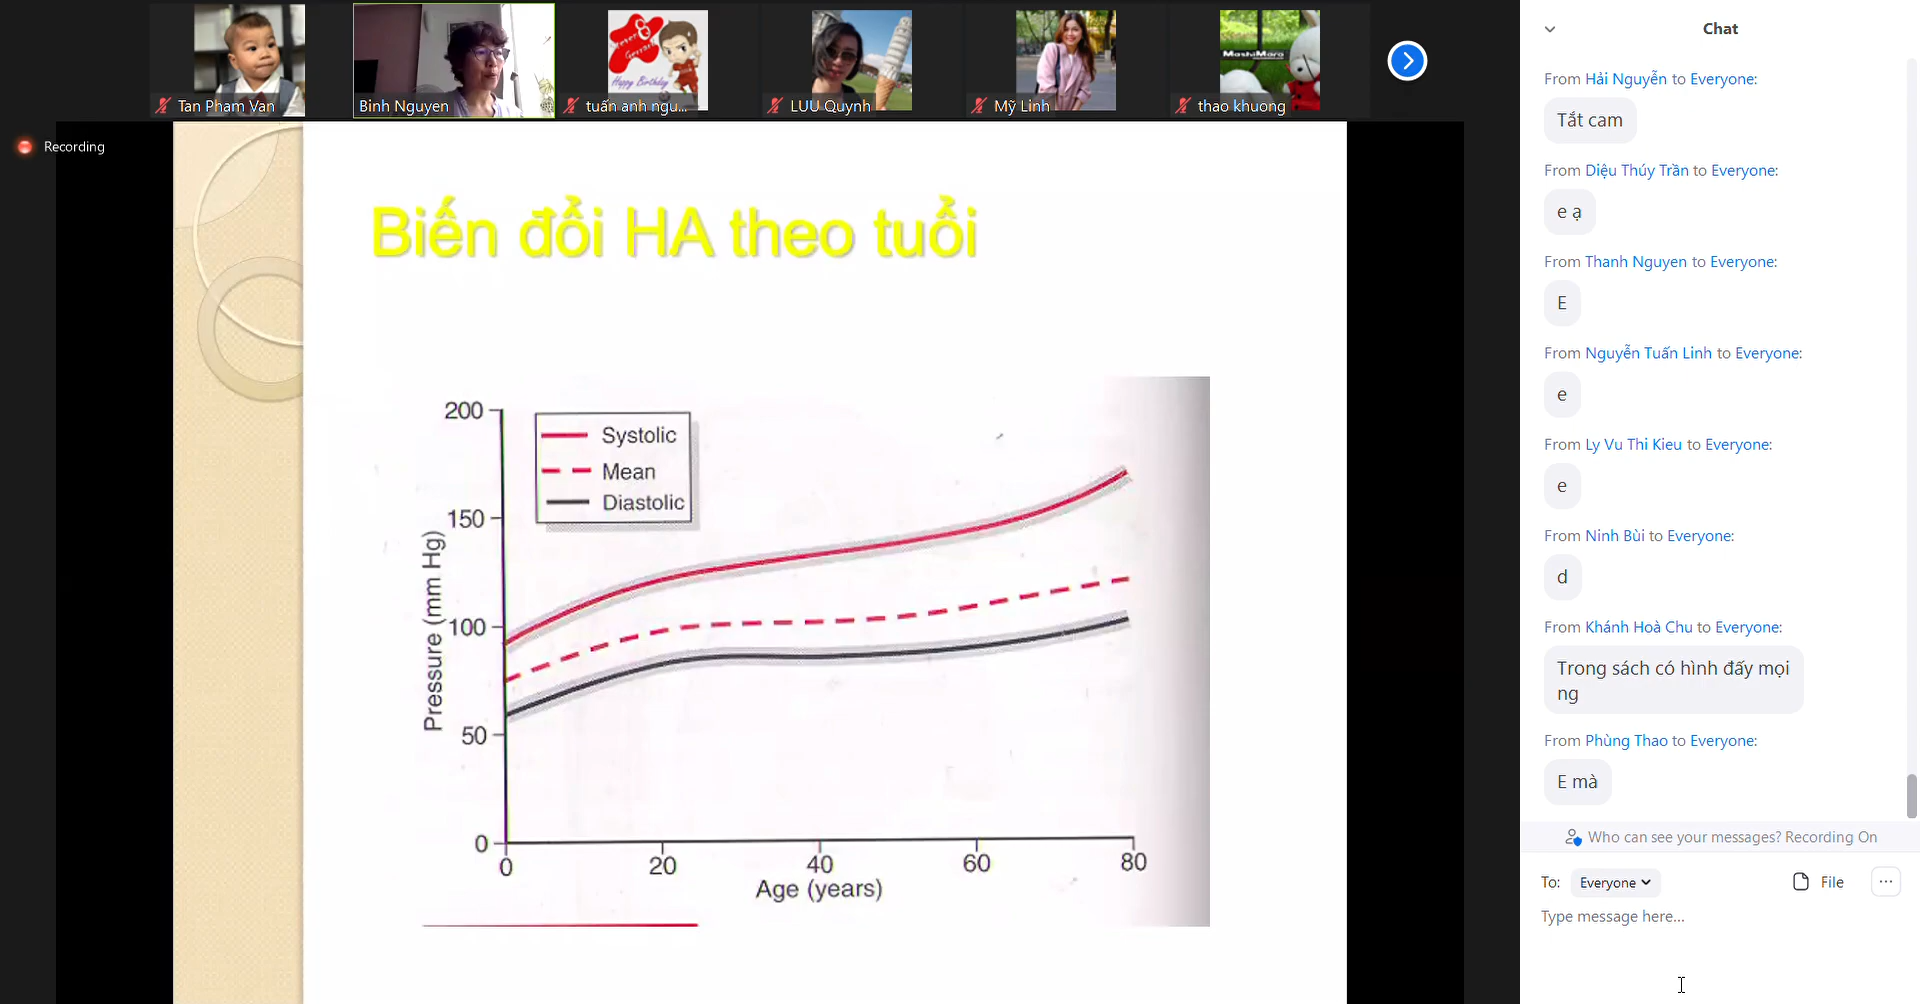 Tan Pham Van
Binh Nguyen
Happy Birthday
tuấn anh ngu...
LUU Quynh
Mỹ Linh
MashiMaro
thao khuong
Recording
Biến đổi HA theo tuổi
200
150
100
50
0
Systolic
Mean
Diastolic
Pressure (mm Hg)
0 20 40 60 80
Age (years)
Chat
From Hải Nguyễn to Everyone:
Tắt cam
From Diệu Thúy Trần to Everyone:
e ạ
From Thanh Nguyen to Everyone:
E
From Nguyễn Tuấn Linh to Everyone:
e
From Ly Vu Thi Kieu to Everyone:
e
From Ninh Bùi to Everyone:
d
From Khánh Hoà Chu to Everyone:
Trong sách có hình đấy mọi
ng
From Phùng Thao to Everyone:
E mà
Who can see your messages? Recording On
To: Everyone File
Type message here...